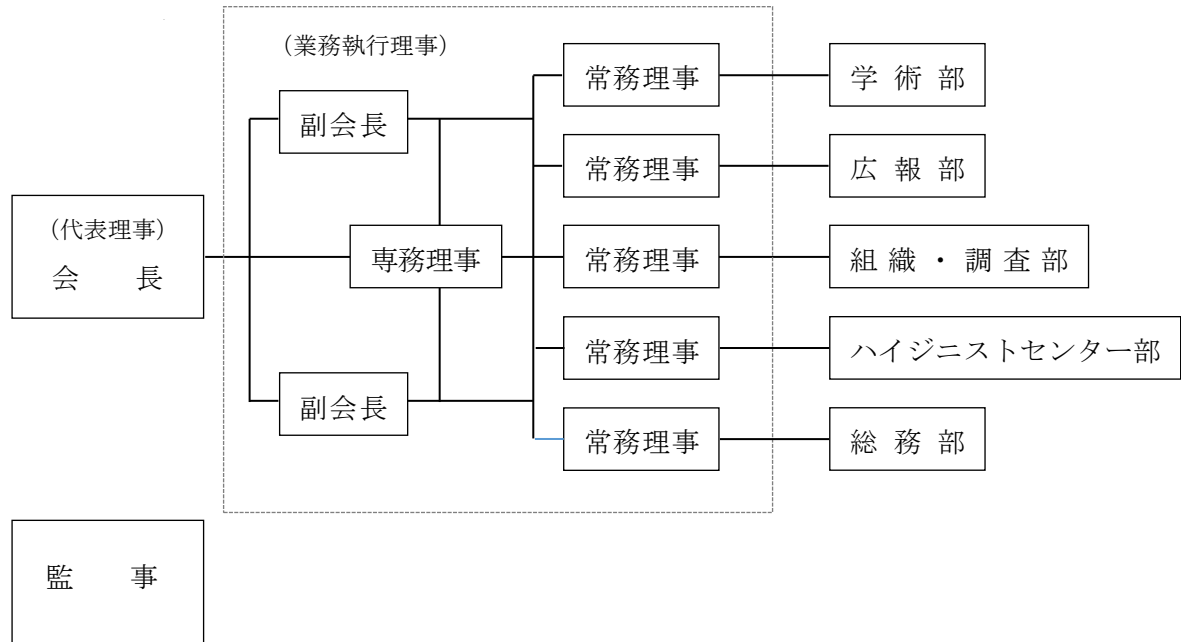 （業務執行理事）
常務理事
学 術 部
副会長
常務理事
広 報 部
（代表理事）
会　　長
専務理事
常務理事
組 織 ・ 調 査 部
常務理事
ハイジニストセンター部
副会長
常務理事
総 務 部
監　　事